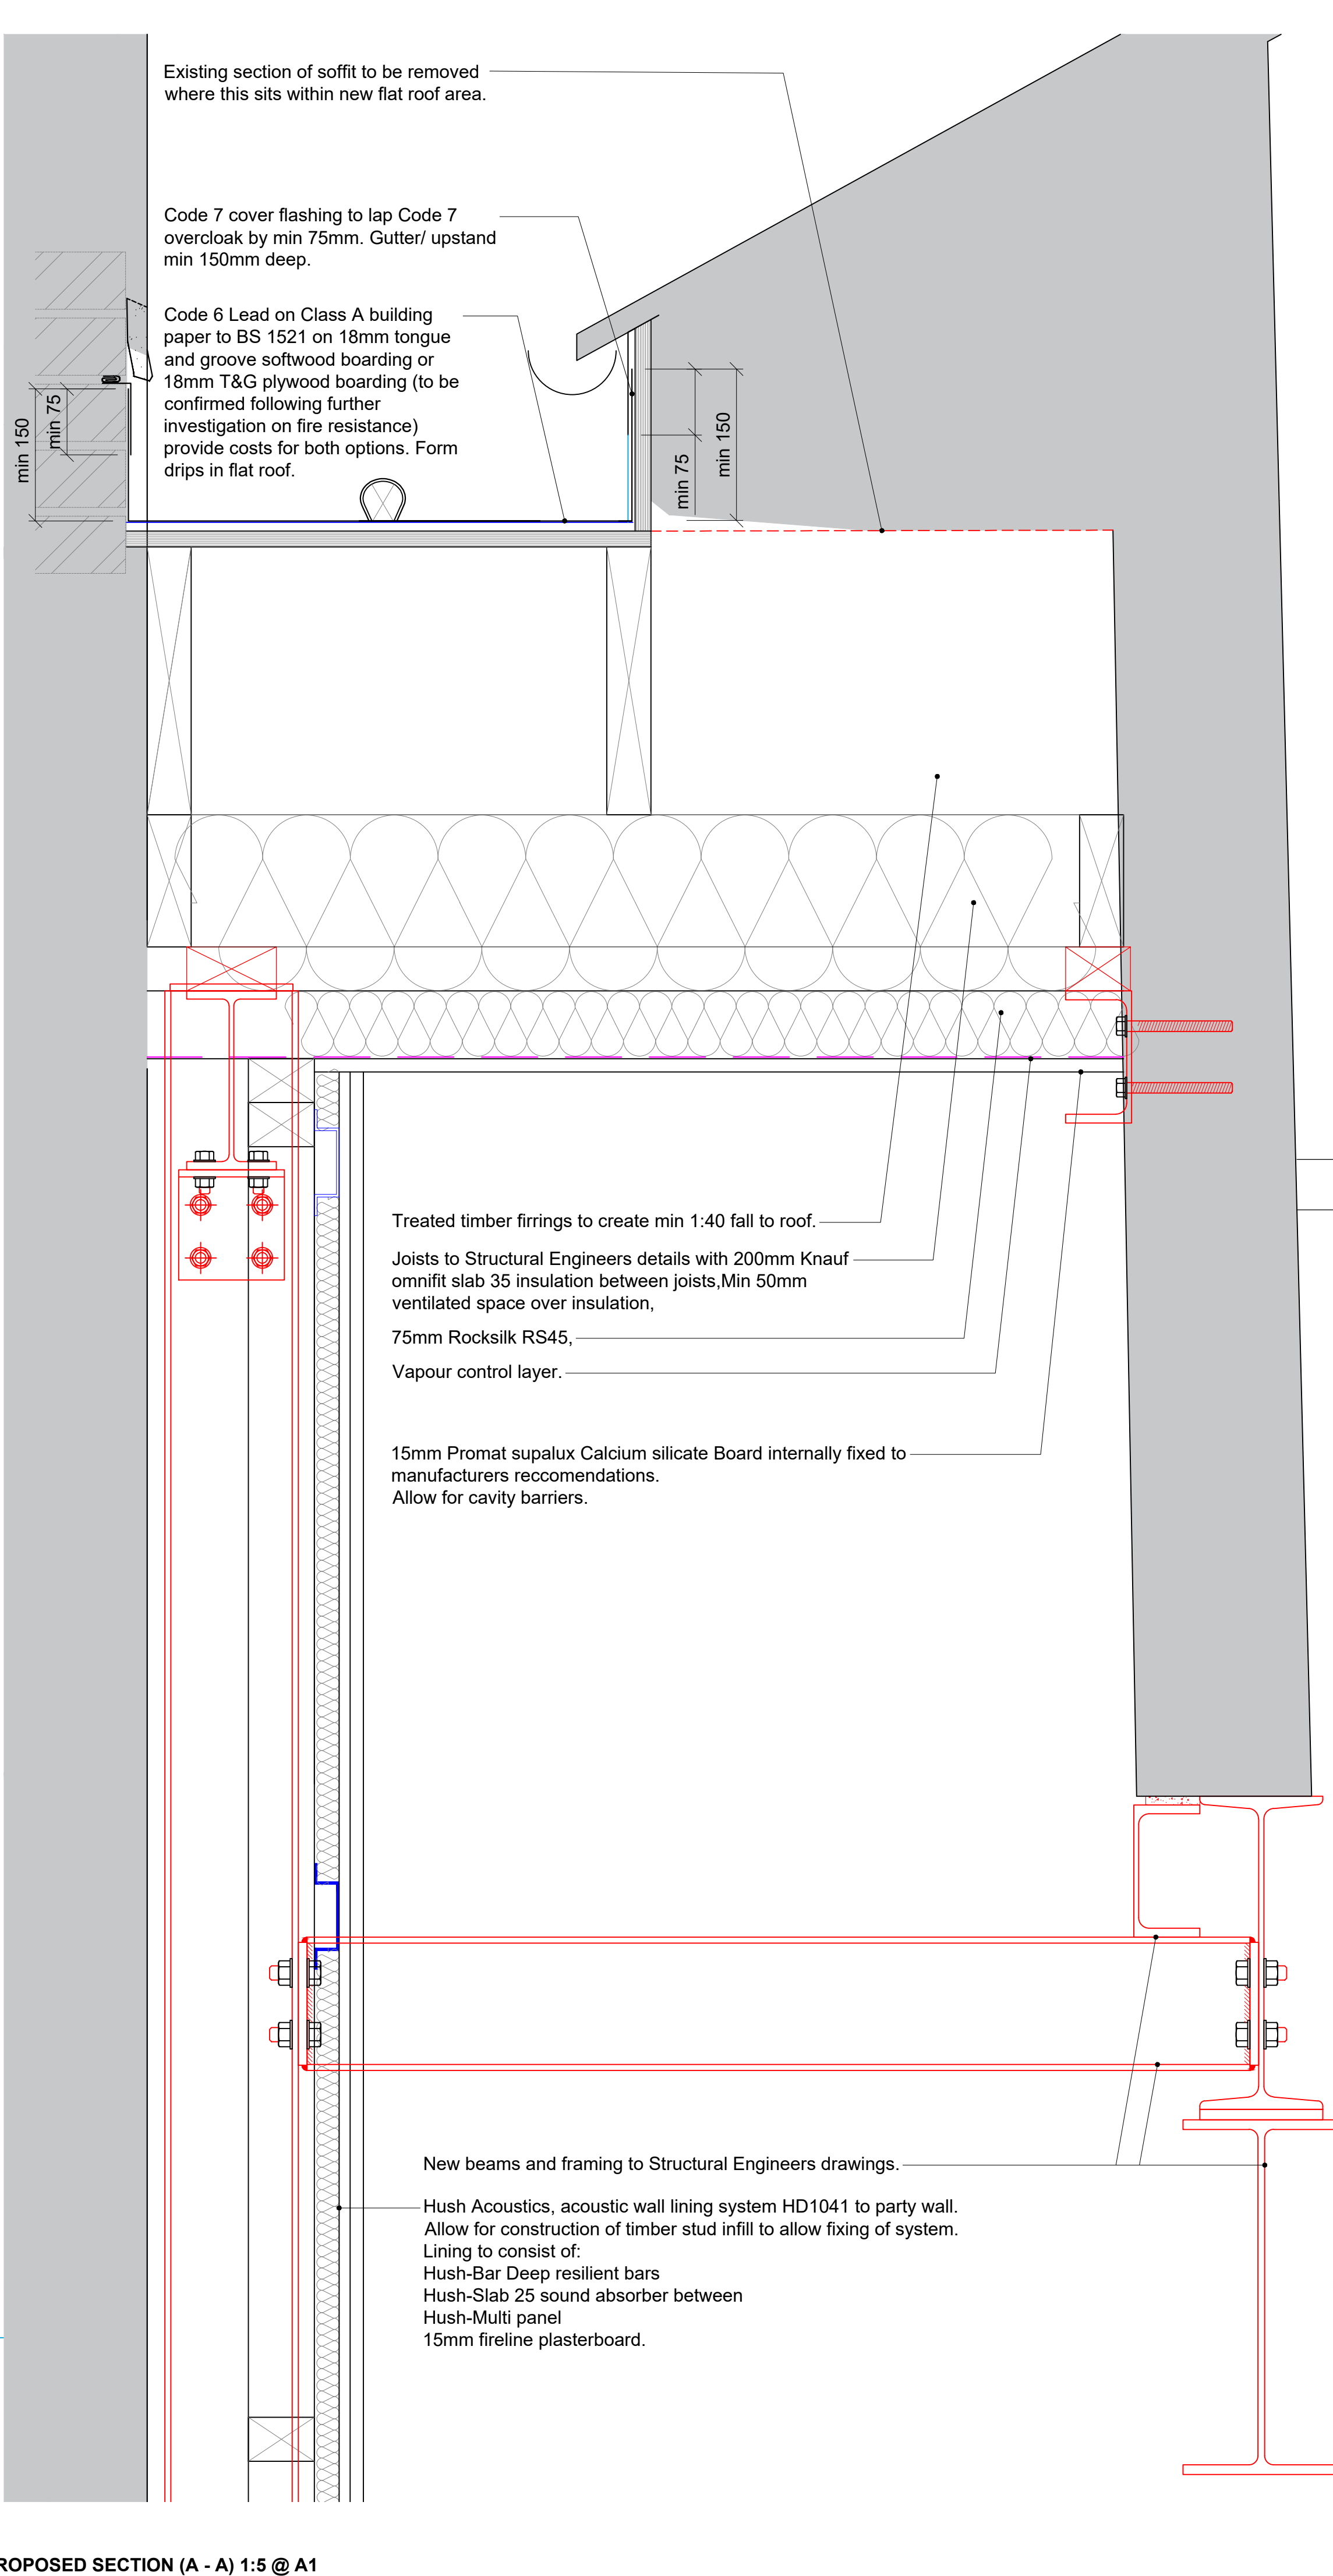 Existing section of soffit to be removed
where this sits within new flat roof area.
Code 7 cover flashing to lap Code 7
overcloak by min 75mm. Gutter/ upstand
min 150mm deep.
Code 6 Lead on Class A building
paper to BS 1521 on 18mm tongue
and groove softwood boarding or
18mm T&G plywood boarding (to be
confirmed following further
investigation on fire resistance)
provide costs for both options. Form
drips in flat roof.
min 150
min 75
min 75
min 150
Treated timber firrings to create min 1:40 fall to roof.
Joists to Structural Engineers details with 200mm Knauf
omnifit slab 35 insulation between joists,Min 50mm
ventilated space over insulation,
75mm Rocksilk RS45,
Vapour control layer.
15mm Promat supalux Calcium silicate Board internally fixed to
manufacturers reccomendations.
Allow for cavity barriers.
New beams and framing to Structural Engineers drawings.
Hush Acoustics, acoustic wall lining system HD1041 to party wall.
Allow for construction of timber stud infill to allow fixing of system.
Lining to consist of:
Hush-Bar Deep resilient bars
Hush-Slab 25 sound absorber between
Hush-Multi panel
15mm fireline plasterboard.
ROPOSED SECTION (A - A) 1:5 @ A1